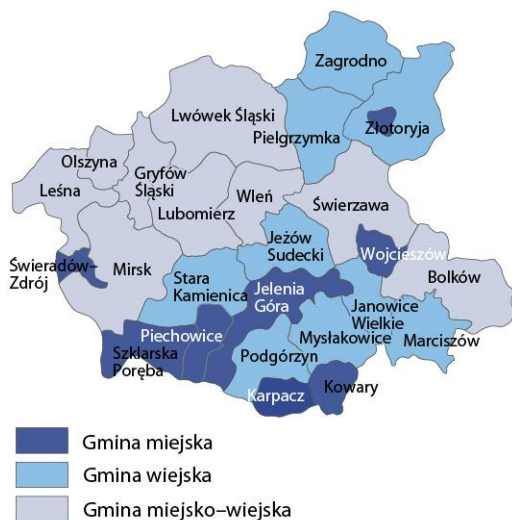 Zagrodno
Lwówek Śląski
Pielgrzymka
Złotoryja
Olszyna
Gryfów
Śląski
Leśna
Wleń
Lubomierz
Świerzawa
Jeżów
Sudecki
Wojcieszów
Świeradów–
Zdrój
Mirsk
Stara
Kamienica
Jelenia
Góra
Bolków
Janowice
Wielkie
Piechowice
Mysłakowice
Marciszów
Szklarska
Poręba
Podgórzyn
Karpacz
Kowary
Gmina miejska
Gmina wiejska
Gmina miejsko–wiejska